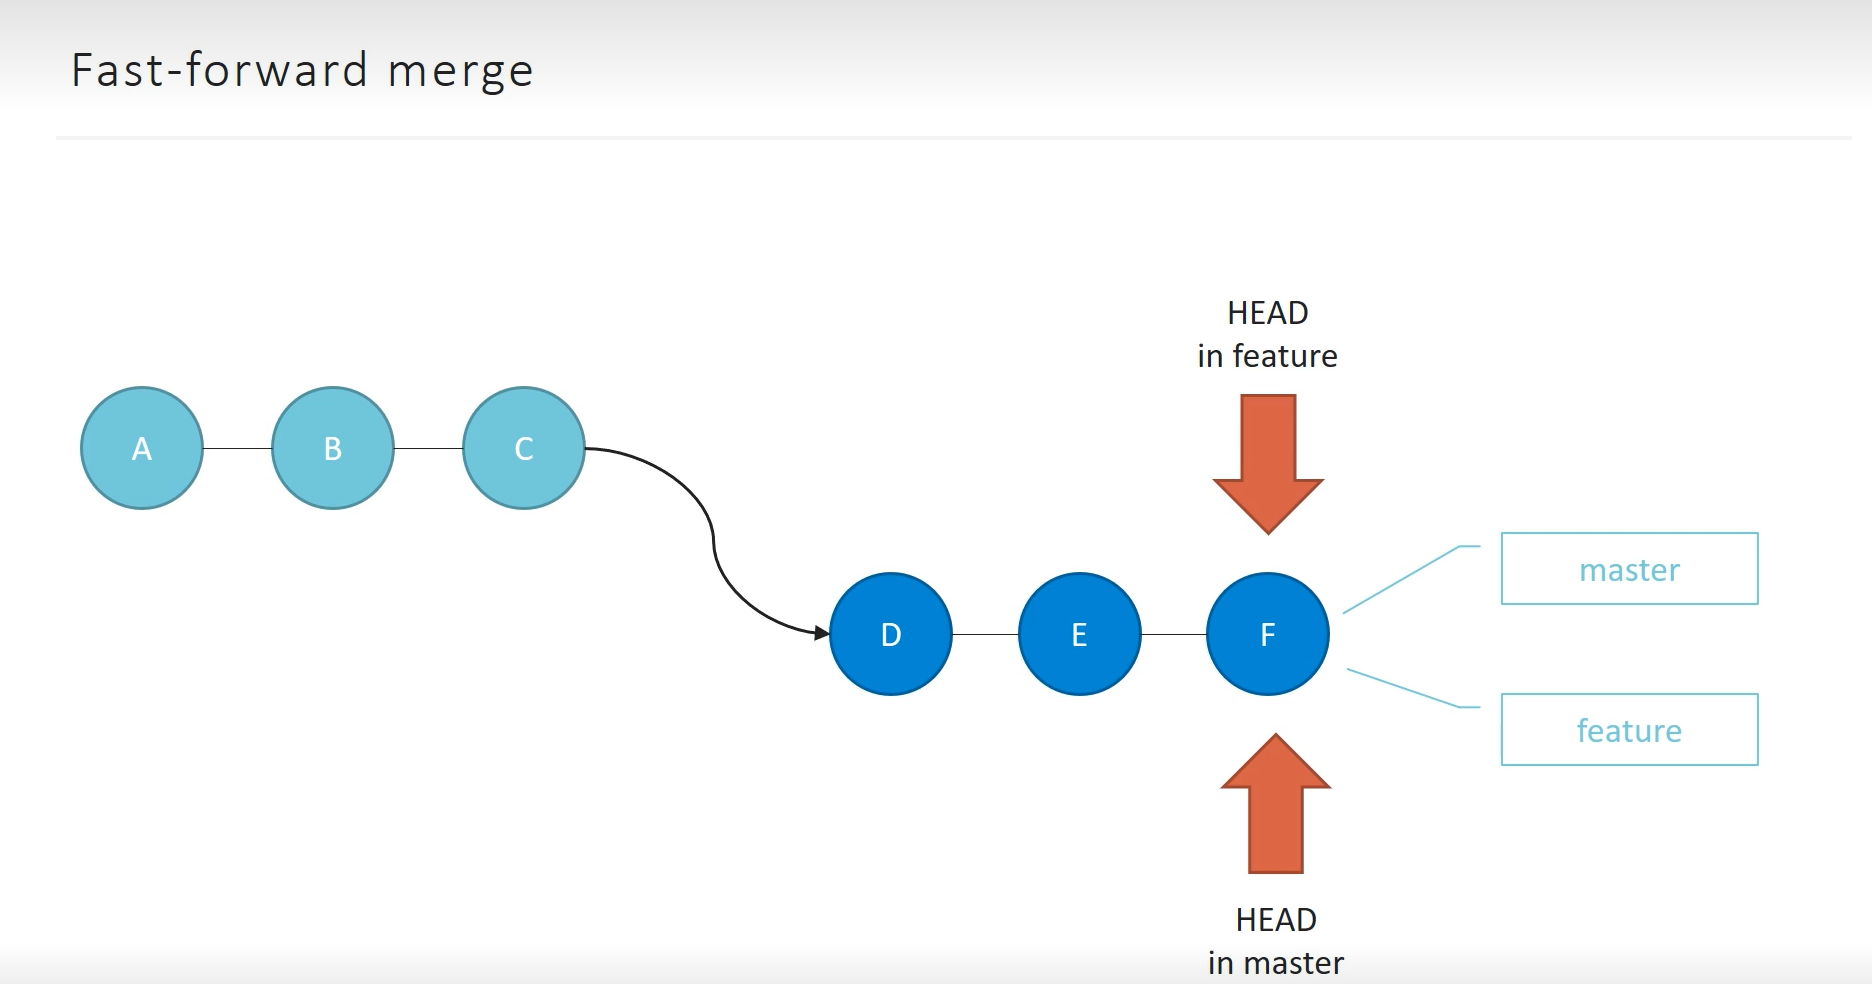 Fast-forward merge
HEAD
in feature
A
B
C
master
D
E
F
feature
HEAD
in master